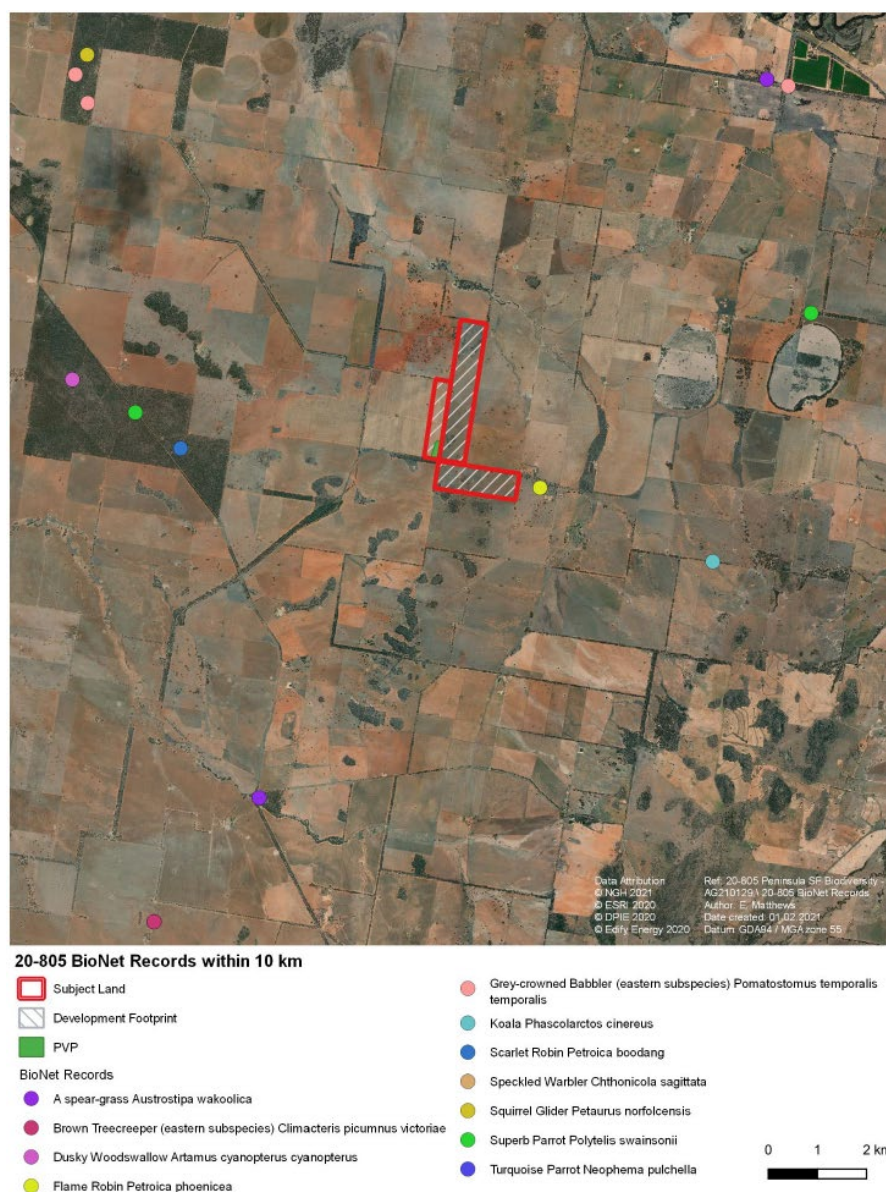 Data Attribution
© NGH 2021
© ESRI 2020
© DPIE 2020
© Edify Energy 2020
Ref: 20-805 Peninsula SF Biodiversity -
AG210129.\ 20-805 BioNet Records
Author: E. Matthews
Date created: 01.02.2021
Datum: GDA94 / MGA zone 55
20-805 BioNet Records within 10 km
Subject Land
Development Footprint
PVP
BioNet Records
A spear-grass Austrostipa wakoolica
Brown Treecreeper (eastern subspecies) Climacteris picumnus victoriae
Dusky Woodswallow Artamus cyanopterus cyanopterus
Flame Robin Petroica phoenicea
Grey-crowned Babbler (eastern subspecies) Pomatostomus temporalis
temporalis
Koala Phascolarctos cinereus
Scarlet Robin Petroica boodang
Speckled Warbler Chthonicola sagittata
Squirrel Glider Petaurus norfolcensis
Superb Parrot Polytelis swainsonii
Turquoise Parrot Neophema pulchella
0 1 2 km